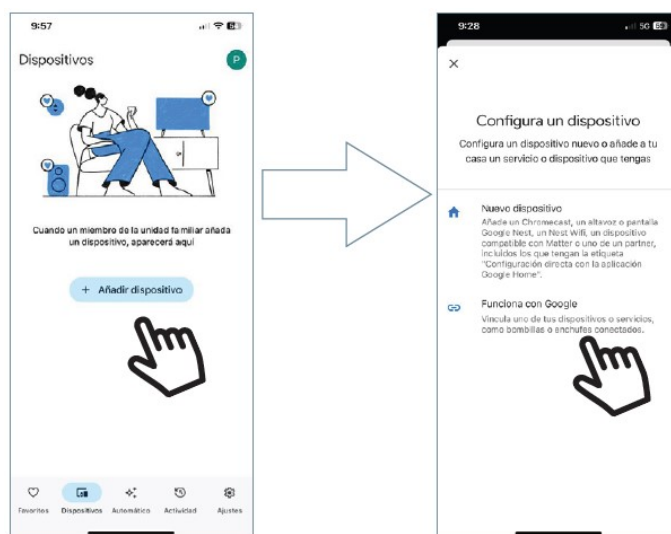 9:57
64
Dispositivos
P
Cuando un miembro de la unidad familiar añada
un dispositivo, aparecerá aquí
+ Añadir dispositivo
Favoritos
Dispositivos
Automático
Actividad
Ajustes
9:28
5G
69
Configura un dispositivo
Configura un dispositivo nuevo o añade a tu
casa un servicio o dispositivo que tengas
Nuevo dispositivo
Añade un Chromecast, un altavoz o pantalla
Google Nest, un Nest Wifi, un dispositivo
compatible con Matter o uno de un partner,
incluidos los que tengan la etiqueta
"Configuración directa con la aplicación
Google Home".
Funciona con Google
Vincula uno de tus dispositivos o servicios,
como bombillas o enchufes conectados.